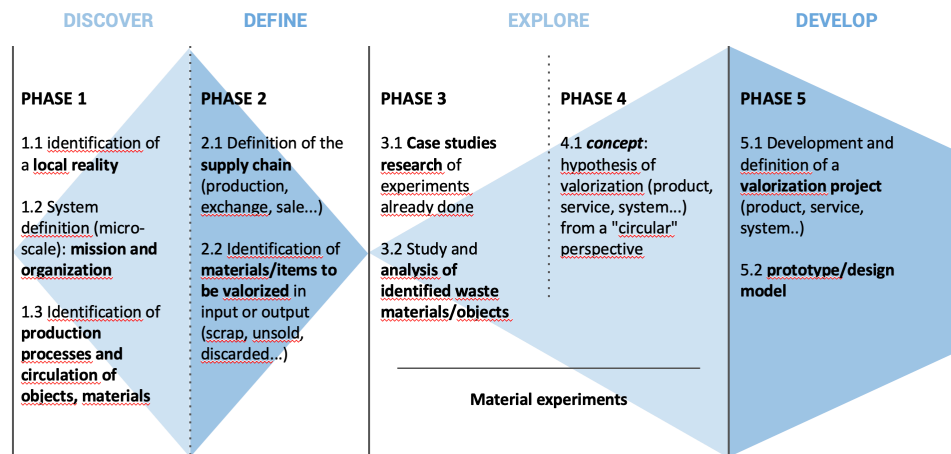 DISCOVER
DEFINE
EXPLORE
DEVELOP
PHASE 1
1.1 identification of
a local reality
1.2 System
definition (micro-
scale): mission and
organization
1.3 Identification of
production
processes and
circulation of
objects, materials
PHASE 2
2.1 Definition of the
supply chain
(production,
exchange, sale...)
2.2 Identification of
materials/items to
be valorized in
input or output
(scrap, unsold,
discarded...)
PHASE 3
3.1 Case studies
research of
experiments
already done
3.2 Study and
analysis of
identified waste
materials/objects
PHASE 4
4.1 concept:
hypothesis of
valorization (product,
service, system...)
from a "circular"
perspective
Material experiments
PHASE 5
5.1 Development and
definition of a
valorization project
(product, service,
system..)
5.2 prototype/design
model